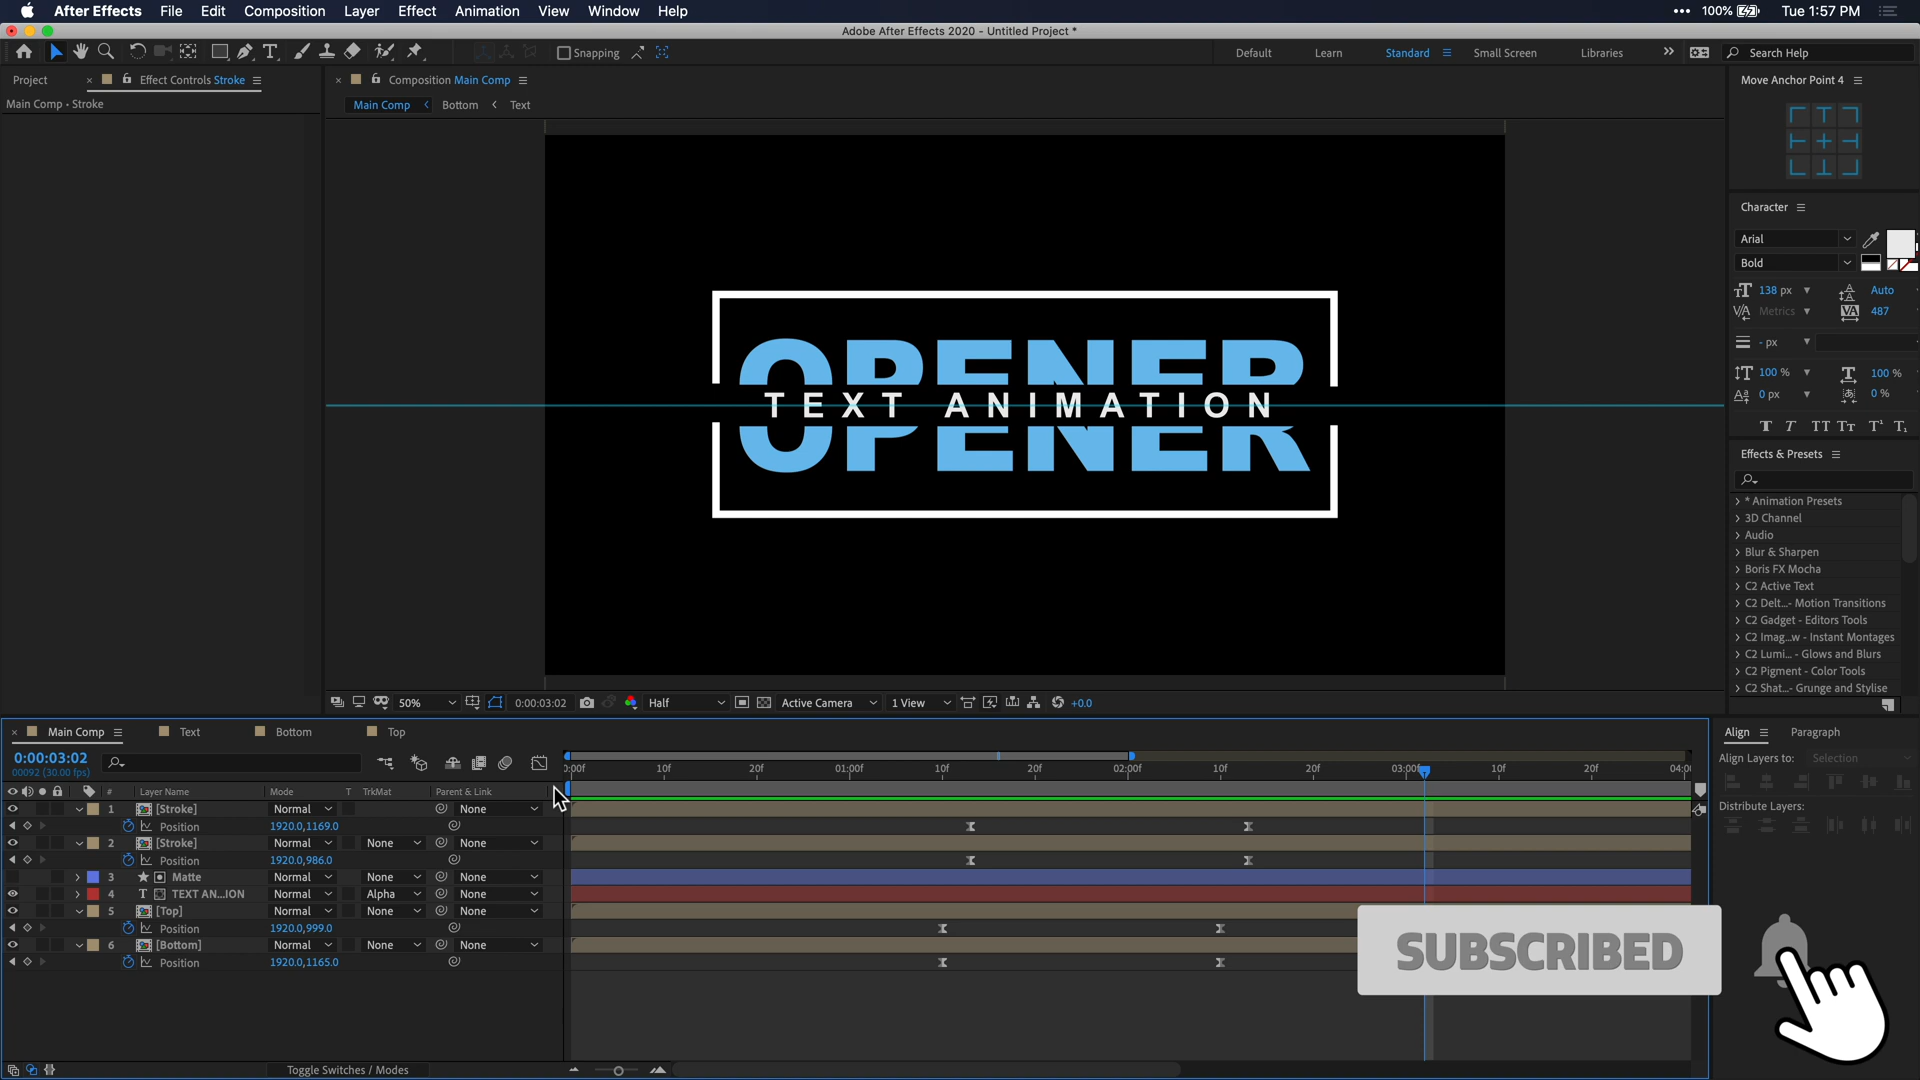 After Effects File Edit Composition Layer Effect Animation View Window Help 100% Tue 1:57 PM
Adobe After Effects 2020 - Untitled Project *
Snapping Default Learn Standard Small Screen Libraries Search Help
Project Effect Controls Stroke Composition Main Comp Move Anchor Point 4
Main Comp • Stroke
Main Comp Bottom Text
OPENER
TEXT ANIMATION
OPENER
Character
Arial
Bold
138 px Auto
Metrics 487
- px
100 % 100 %
0 px 0 %
Effects & Presets
* Animation Presets
3D Channel
Audio
Blur & Sharpen
Boris FX Mocha
C2 Active Text
C2 Delt...- Motion Transitions
C2 Gadget - Editors Tools
C2 Imag...w - Instant Montages
C2 Lumi... - Glows and Blurs
C2 Pigment - Color Tools
C2 Shat...- Grunge and Stylise
50% 0:00:03:02 Half Active Camera 1 View +0.0
Main Comp Text Bottom Top
0:00:03:02
00092 (30.00 fps)
):00f 10f 20f 01:00f 10f 20f 02:00f 10f 20f 03:00f 10f 20f 04:0(
# Layer Name Mode T TrkMat Parent & Link
1 [Stroke] Normal None
Position 1920.0,1169.0
2 [Stroke] Normal None None
Position 1920.0,986.0
3 Matte Normal None None
4 T TEXT AN...ION Normal Alpha None
5 [Top] Normal None None
Position 1920.0,999.0
6 [Bottom] Normal None None
Position 1920.0,1165.0
Toggle Switches / Modes
Align Paragraph
Align Layers to: Selection
Distribute Layers:
SUBSCRIBED